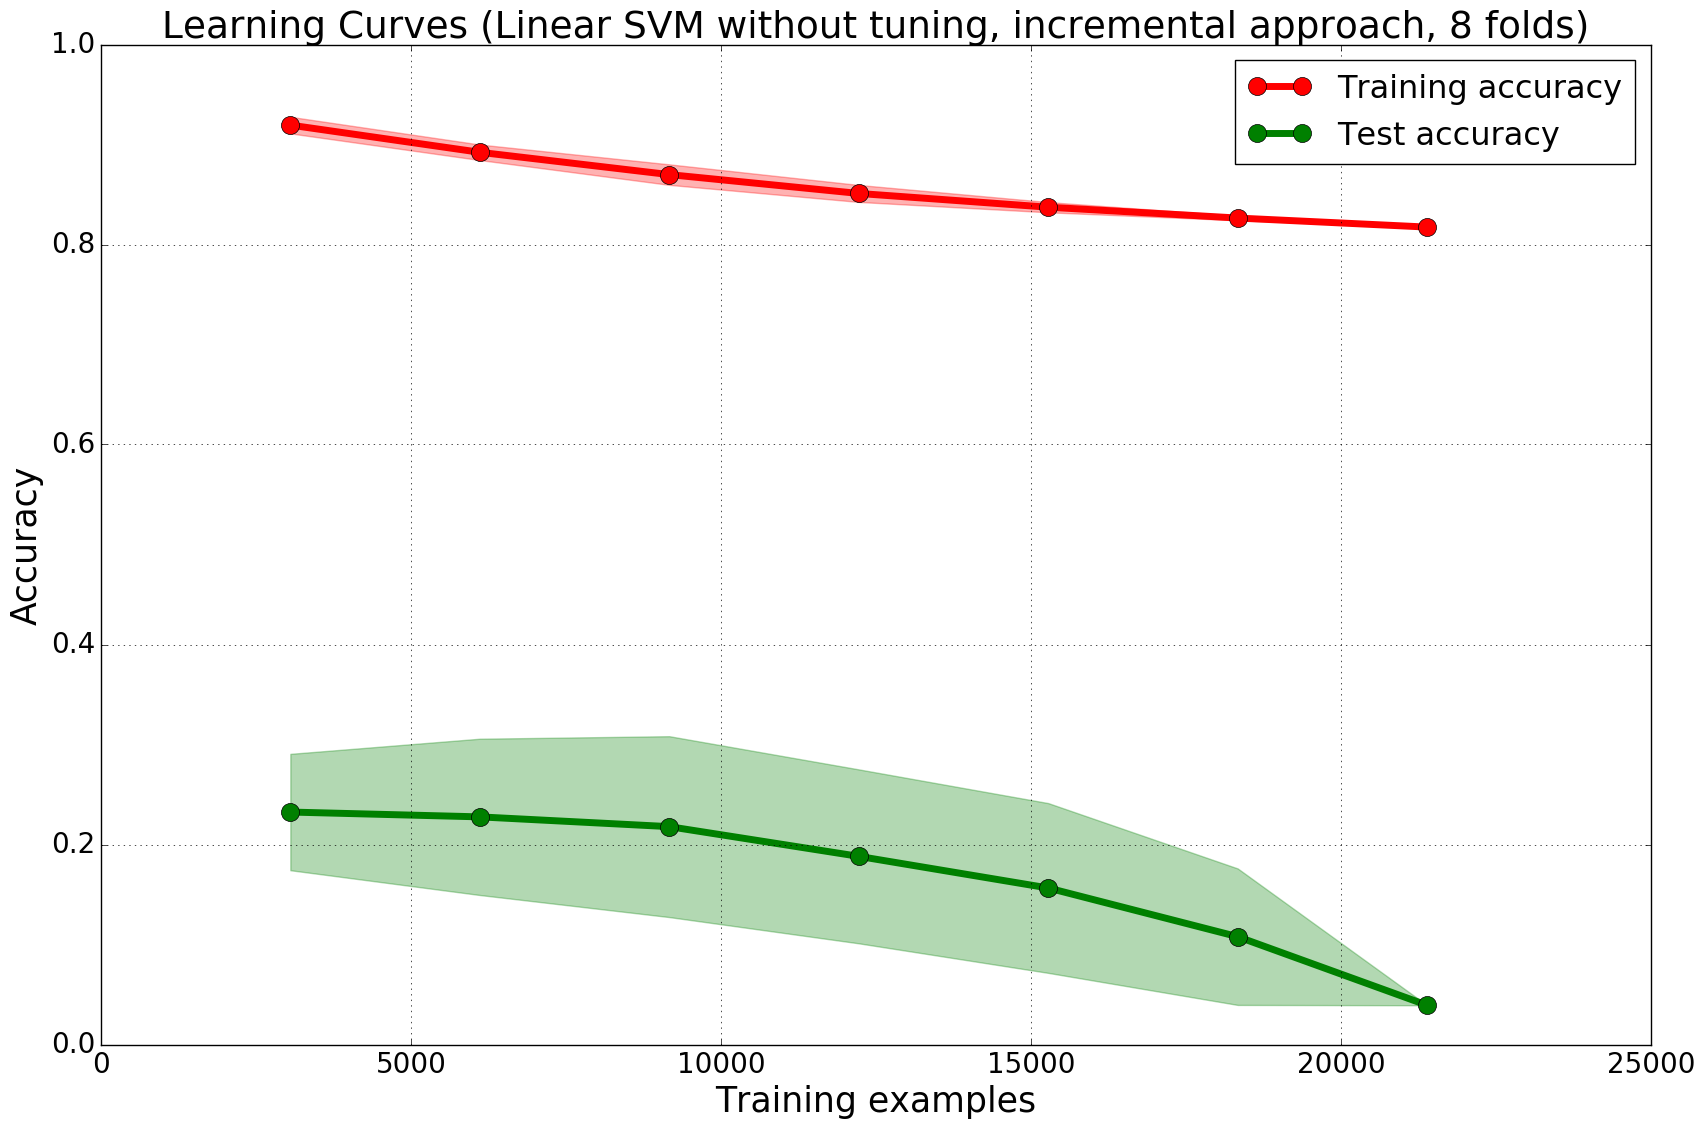 Learning Curves (Linear SVM without tuning, incremental approach, 8 folds)
Training accuracy
Test accuracy
1.0
0.8
0.6
0.4
0.2
0.0
Accuracy
0 5000 10000 15000 20000 25000
Training examples